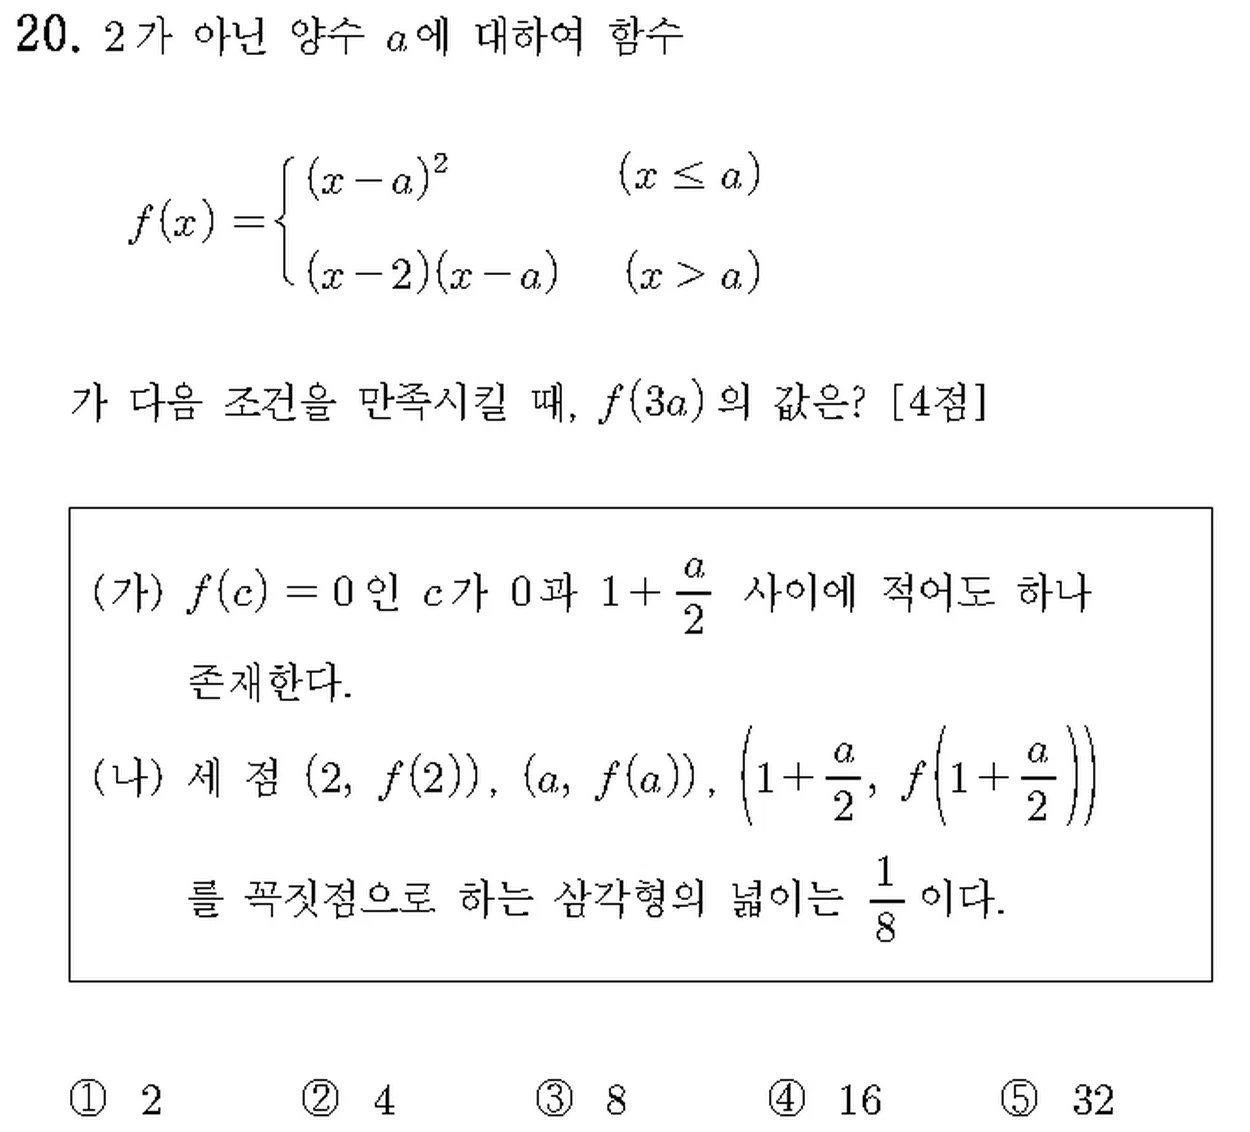 20. 2가 아닌 양수 a에 대하여 함수
f(x) = { (x-a)² (x ≤ a)
(x-2)(x-a) (x > a)
가 다음 조건을 만족시킬 때, f(3a)의 값은? [4점]
(가) f(c) = 0인 c가 0과 1+a/2 사이에 적어도 하나
존재한다.
(나) 세 점 (2, f(2)), (a, f(a)), (1+a/2, f(1+a/2))
를 꼭짓점으로 하는 삼각형의 넓이는 1/8이다.
① 2 ② 4 ③ 8 ④ 16 ⑤ 32